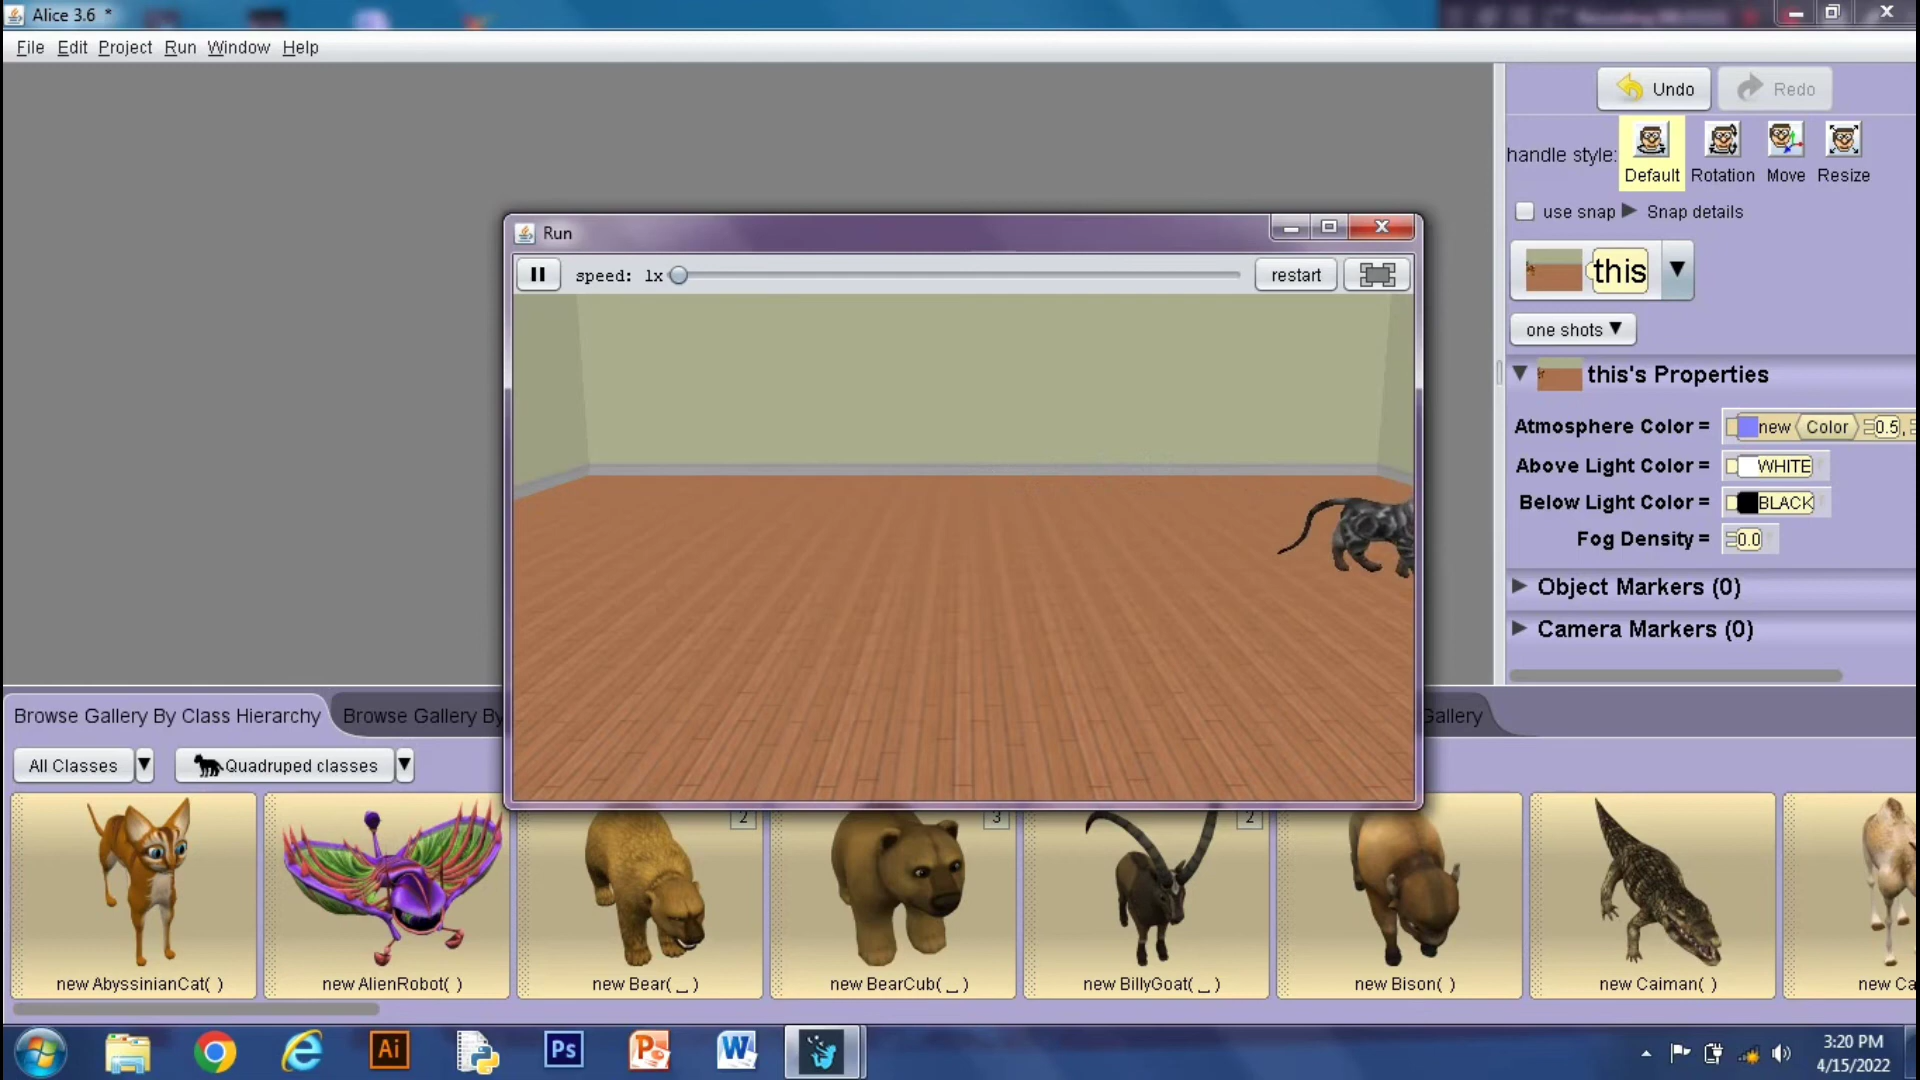 Alice 3.6 *
File Edit Project Run Window Help
Undo Redo
handle style:
Default Rotation Move Resize
use snap Snap details
this
one shots
this's Properties
Atmosphere Color = new Color 0.5,
Above Light Color = WHITE
Below Light Color = BLACK
Fog Density = 0.0
Object Markers (0)
Camera Markers (0)
Run
speed: 1x restart
Browse Gallery By Class Hierarchy Browse Gallery By Gallery
All Classes Quadruped classes
2 3 2
new AbyssinianCat( ) new AlienRobot( ) new Bear( _ ) new BearCub( _ ) new BillyGoat( _ ) new Bison( ) new Caiman( ) new Ca
Ai Ps P W
3:20 PM
4/15/2022